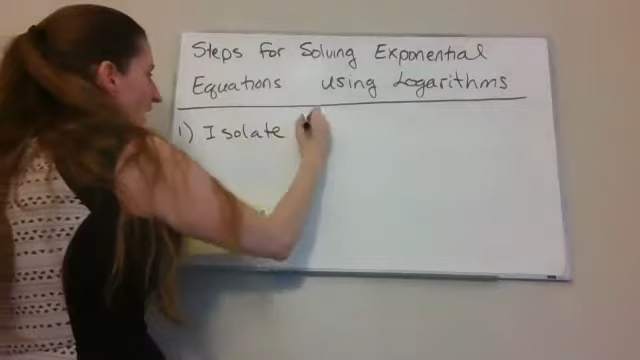 Steps for Solving Exponential
Equations using Logarithms
1) Isolate